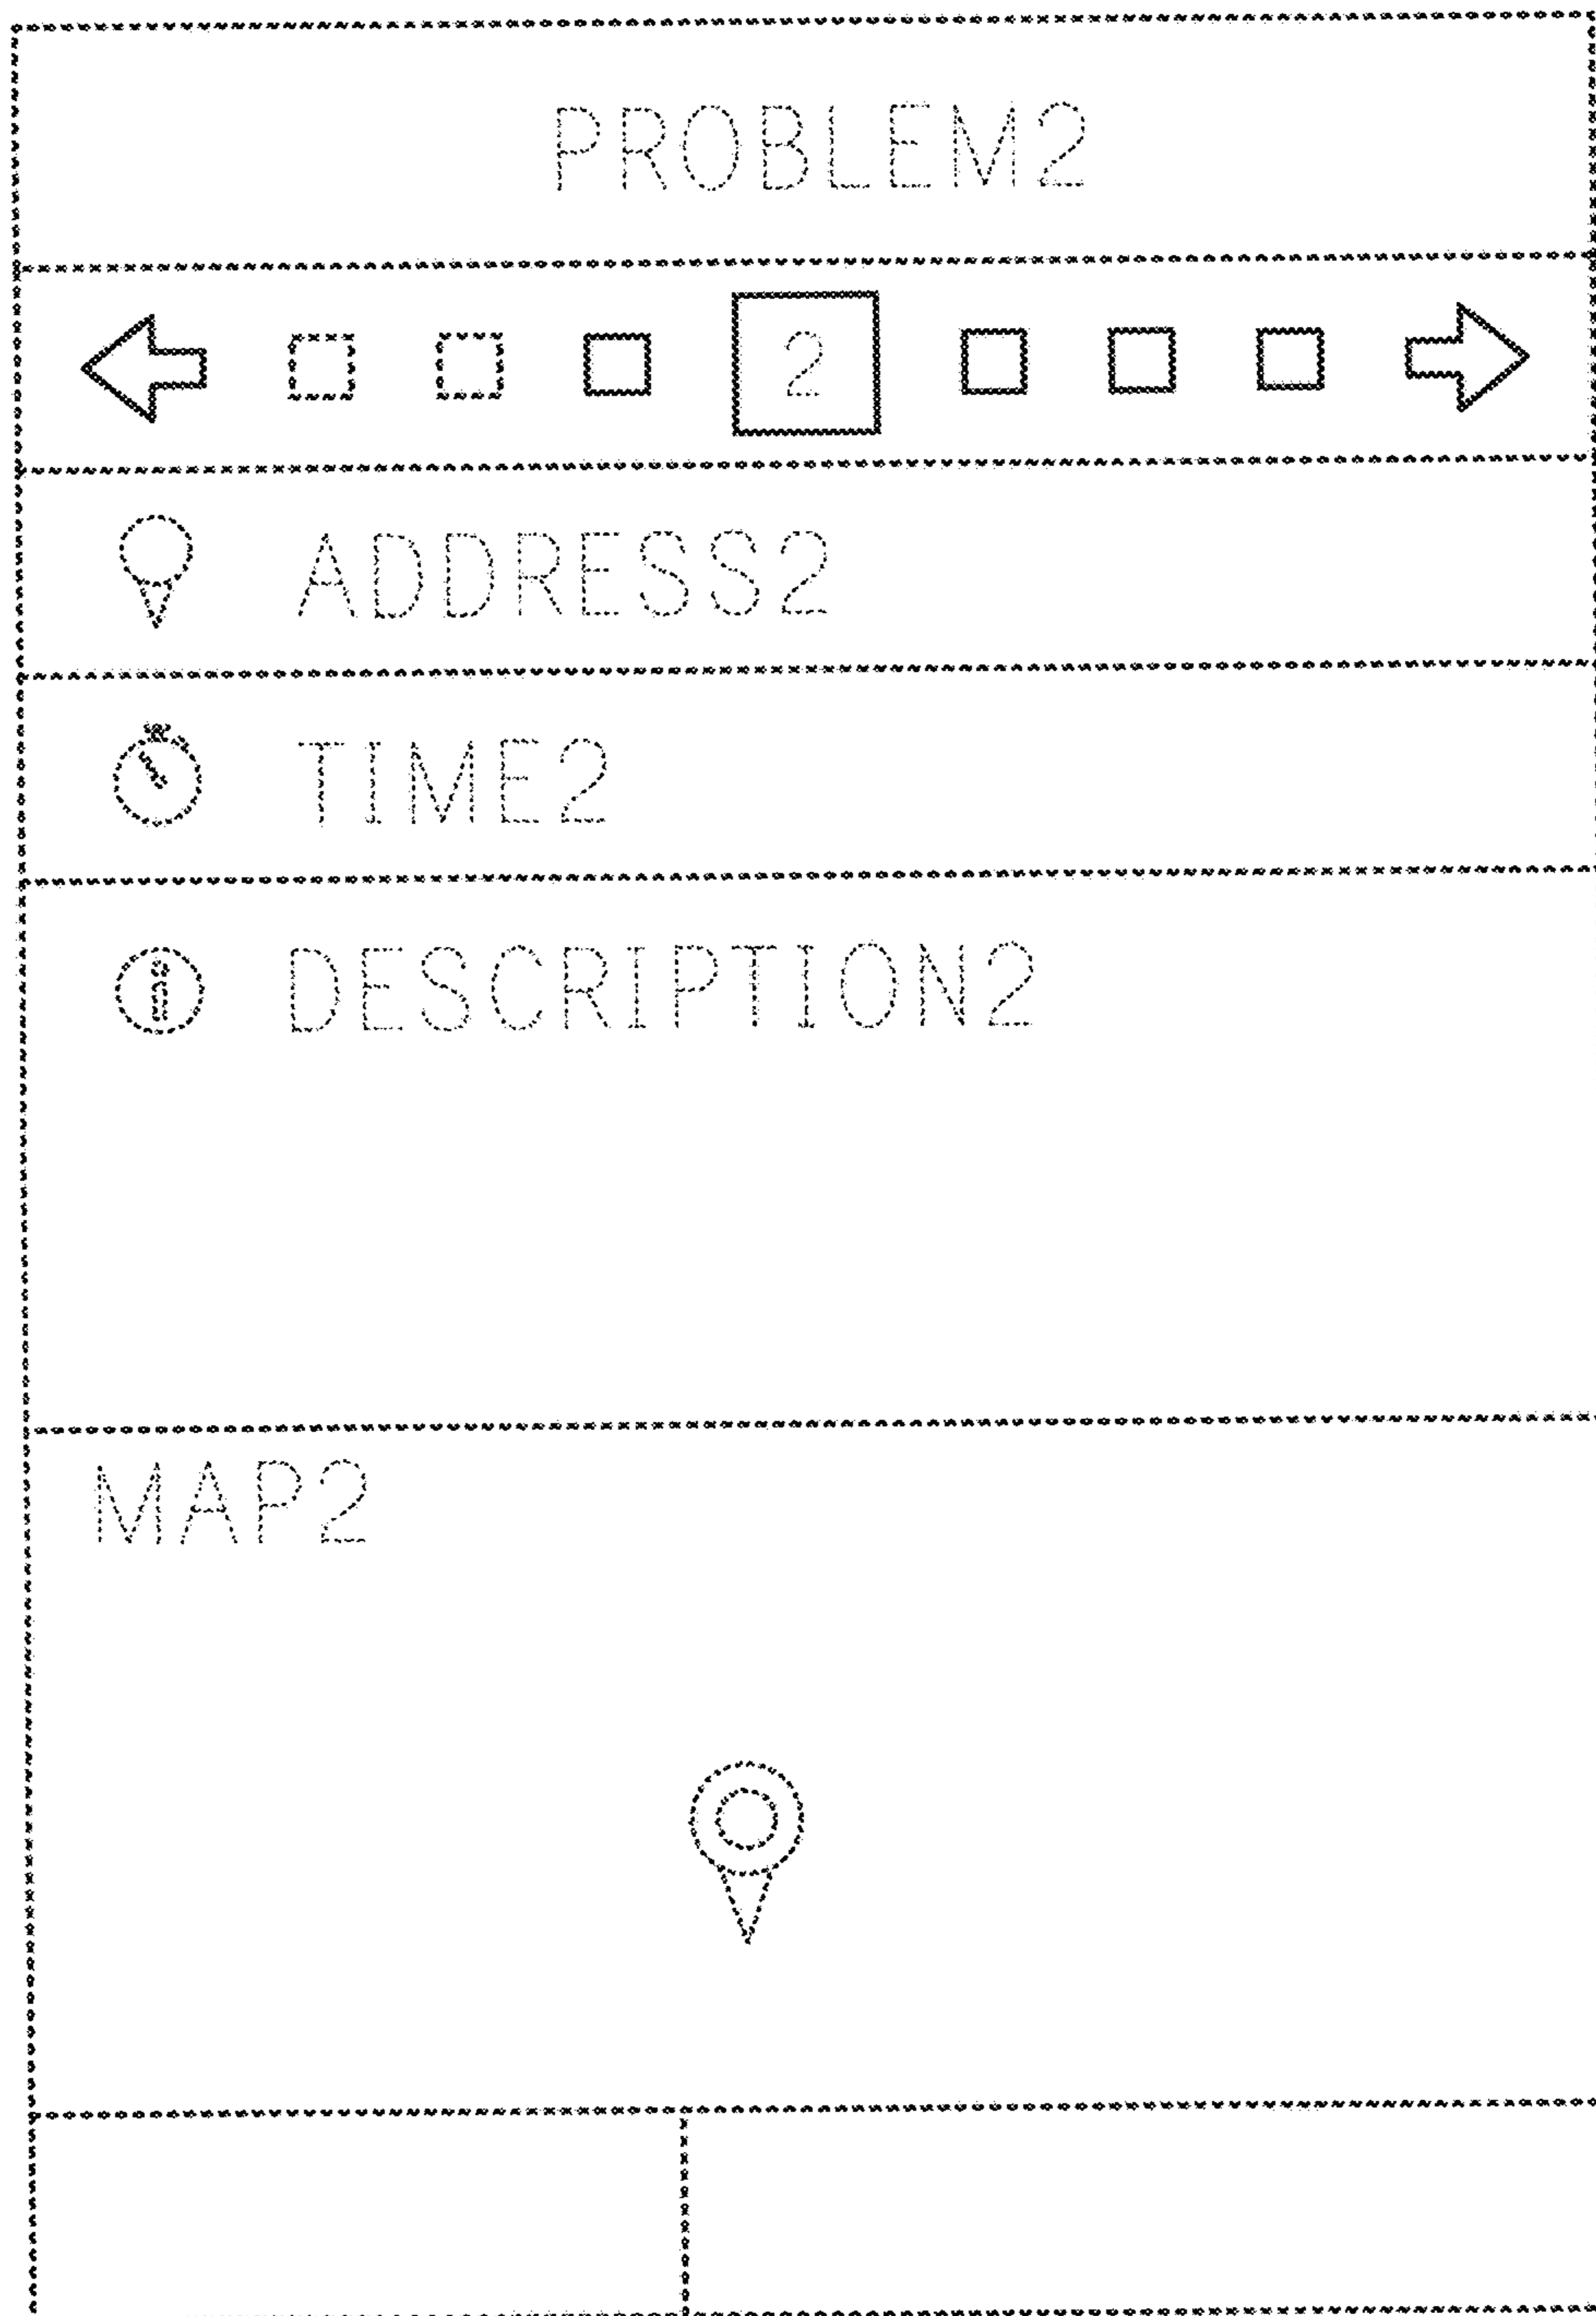 PROBLEM2
2
ADDRESS2
TIME2
i DESCRIPTION2
MAP2